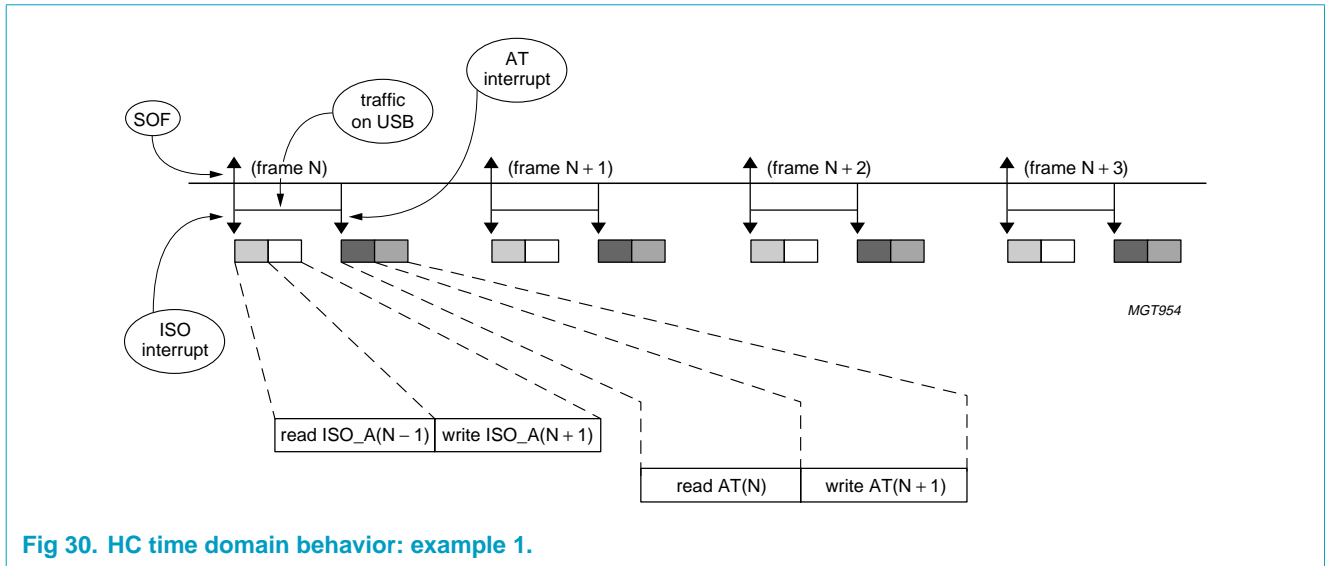 AT
interrupt
traffic
on USB
SOF
(frame N)
(frame N + 1)
(frame N + 2)
(frame N + 3)
MGT954
ISO
interrupt
read ISO_A(N − 1)
write ISO_A(N + 1)
read AT(N)
write AT(N + 1)
Fig 30. HC time domain behavior: example 1.